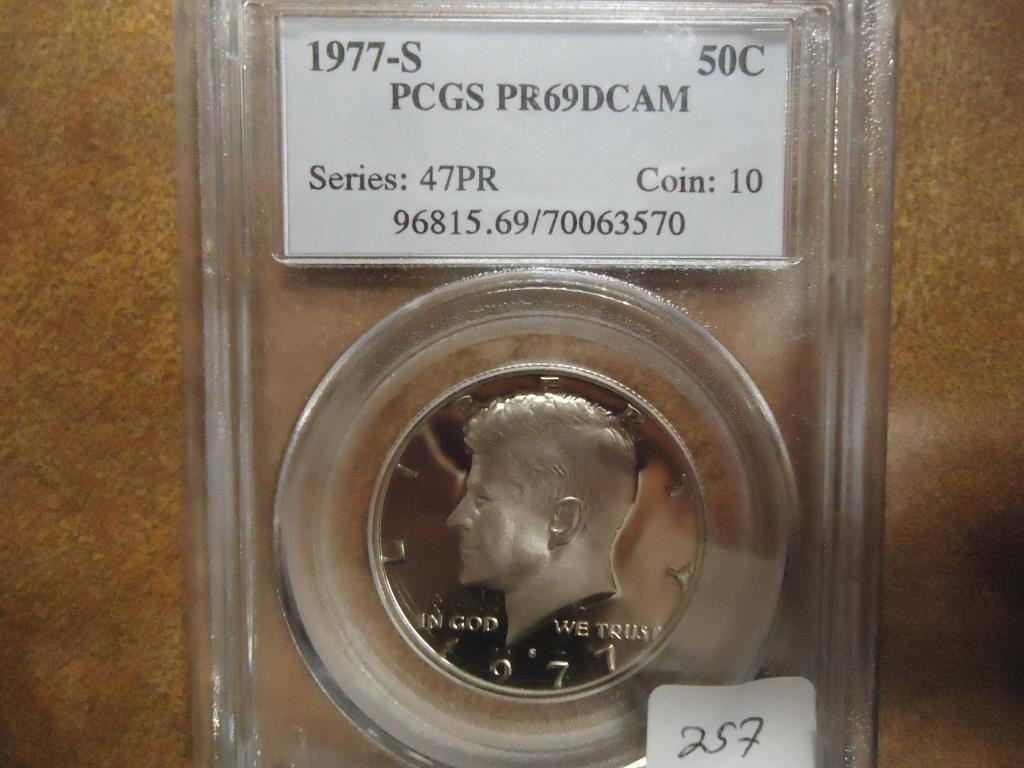 1977-S 50C
PCGS PR69DCAM
Series: 47PR Coin: 10
96815.69/70063570
LIBERTY
IN GOD WE TRUST
1977
S
257